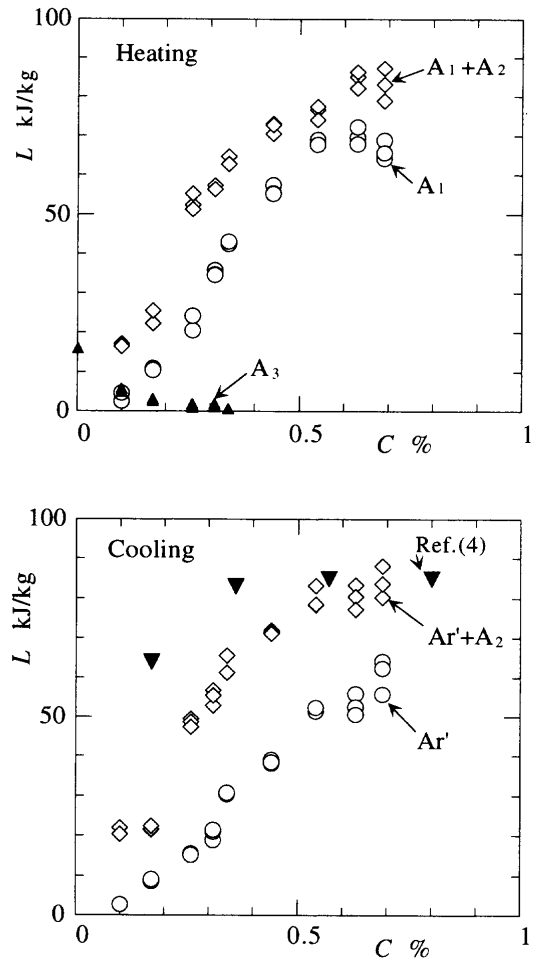 100
Heating
A1+A2
L kJ/kg
A1
50
A3
0
0
0.5
1
C %
100
Cooling
Ref.(4)
L kJ/kg
Ar'+A2
50
Ar'
0
0
0.5
1
C %